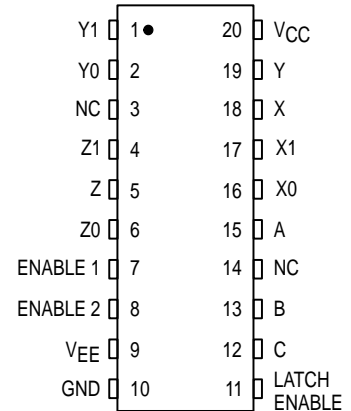 Y1 1 20 VCC
Y0 2 19 Y
NC 3 18 X
Z1 4 17 X1
Z 5 16 X0
Z0 6 15 A
ENABLE 1 7 14 NC
ENABLE 2 8 13 B
VEE 9 12 C
GND 10 11 LATCH
ENABLE